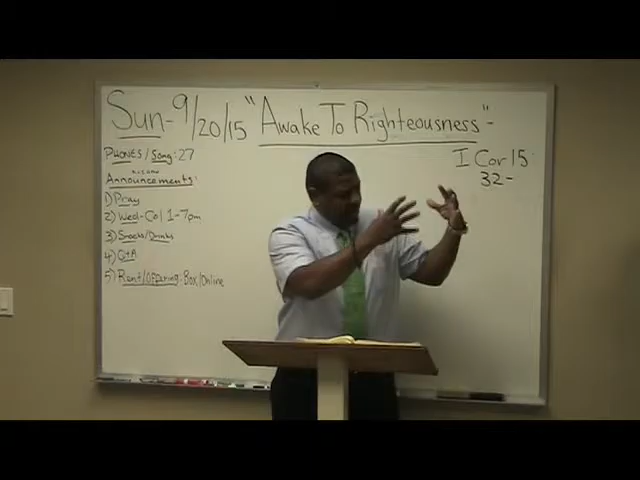 Sun-9/20/15 "Awake To Righteousness"-
PHONES / Song: 27
Announcements:
1) Pray
2) Wed-Col 1-7pm
3) Snacks/Drinks
4) Q+A
5) Rent/Offering: Box/Online
I Cor 15
32-